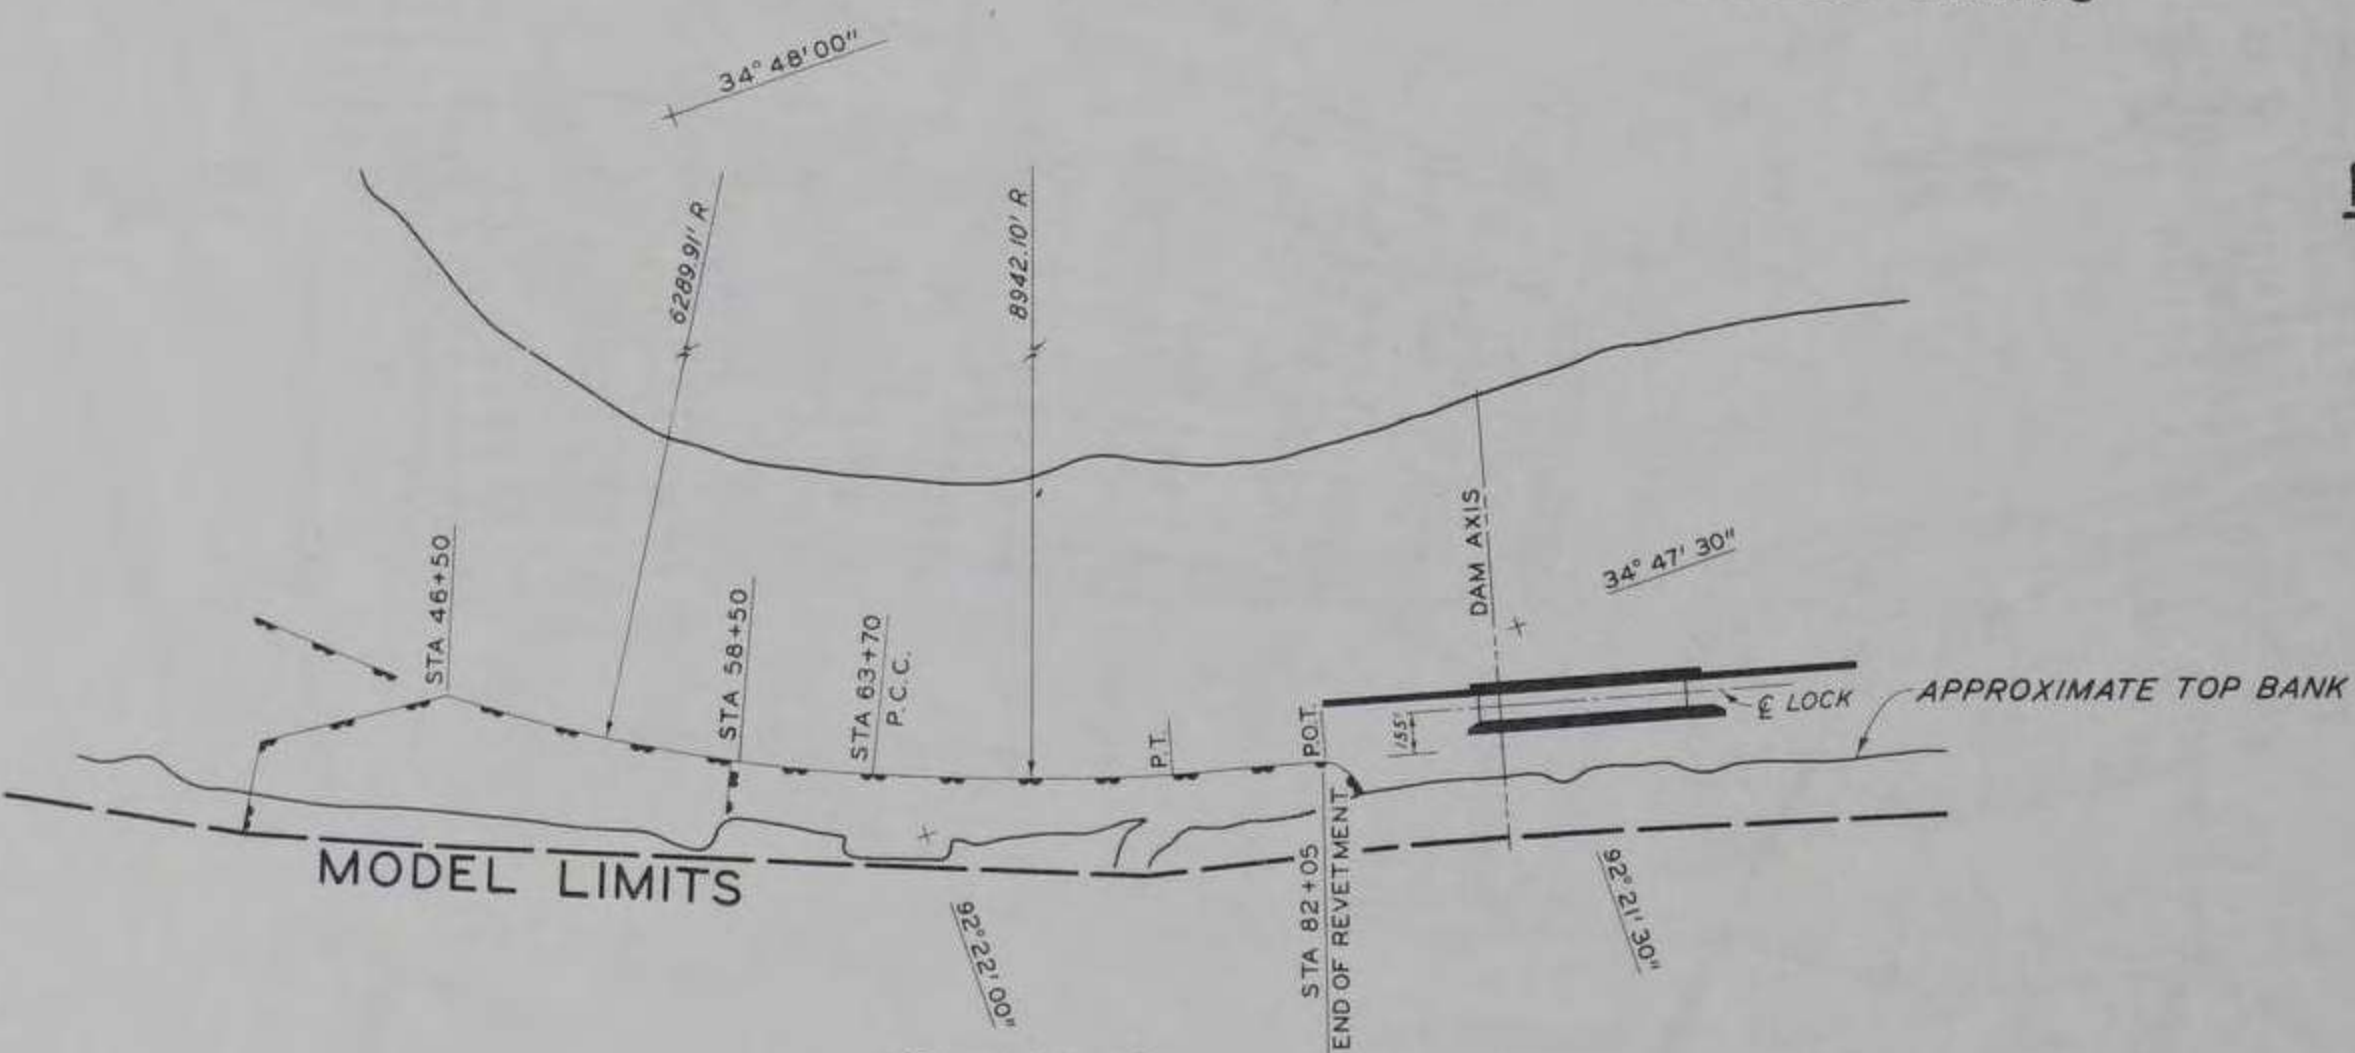 34° 48' 00"
6289.91' R
8942.10' R
STA 46+50
STA 58+50
STA 63+70
P.C.C.
P.T.
P.O.T.
STA 82+05
END OF REVETMENT
155'
DAM AXIS
34° 47' 30"
℄ LOCK
APPROXIMATE TOP BANK
MODEL LIMITS
92° 22' 00"
92° 21' 30"